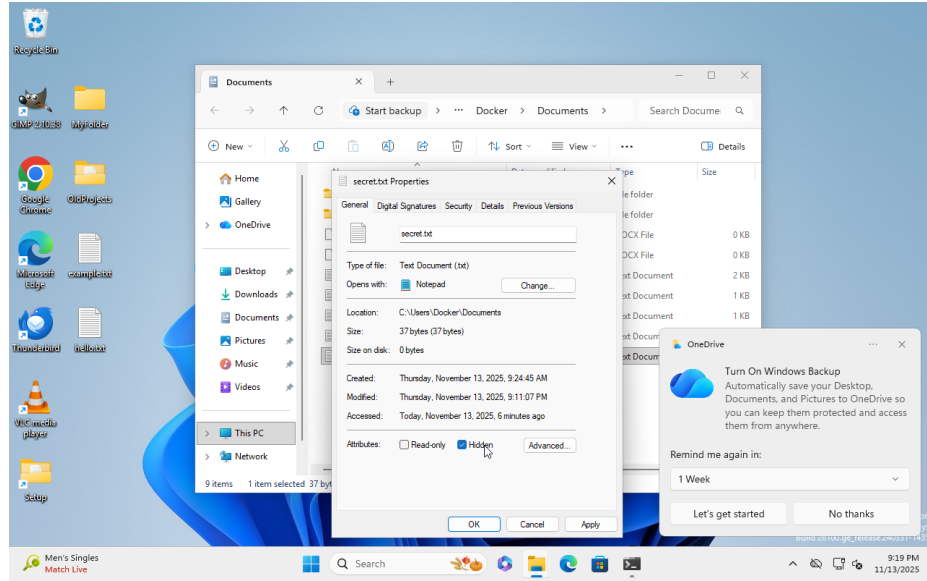 Recycle Bin
GIMP 2.10.38
MyFolder
Google Chrome
OldProjects
Microsoft Edge
example.txt
Thunderbird
hello.txt
VLC media player
Setup
Documents
Start backup
Docker
Documents
Search Docume
New
Sort
View
Details
Home
Gallery
OneDrive
Desktop
Downloads
Documents
Pictures
Music
Videos
This PC
Network
Size
le folder
le folder
OCX File 0 KB
OCX File 0 KB
ext Document 2 KB
ext Document 1 KB
ext Document 1 KB
9 items 1 item selected 37 byt
secret.txt Properties
General Digital Signatures Security Details Previous Versions
secret.txt
Type of file: Text Document (.txt)
Opens with: Notepad Change...
Location: C:\Users\Docker\Documents
Size: 37 bytes (37 bytes)
Size on disk: 0 bytes
Created: Thursday, November 13, 2025, 9:24:45 AM
Modified: Thursday, November 13, 2025, 9:11:07 PM
Accessed: Today, November 13, 2025, 6 minutes ago
Attributes: Read-only Hidden Advanced...
OK Cancel Apply
OneDrive
Turn On Windows Backup
Automatically save your Desktop,
Documents, and Pictures to OneDrive so
you can keep them protected and access
them from anywhere.
Remind me again in:
1 Week
Let's get started No thanks
Men's Singles
Match Live
Search
9:19 PM
11/13/2025